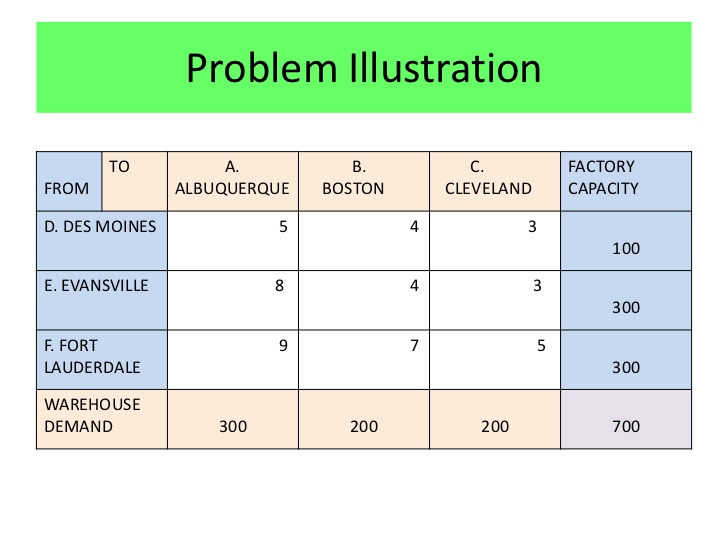 Problem Illustration
TO
FROM
A.
ALBUQUERQUE
B.
BOSTON
C.
CLEVELAND
FACTORY
CAPACITY
D. DES MOINES
5
4
3
100
E. EVANSVILLE
8
4
3
300
F. FORT
LAUDERDALE
9
7
5
300
WAREHOUSE
DEMAND
300
200
200
700